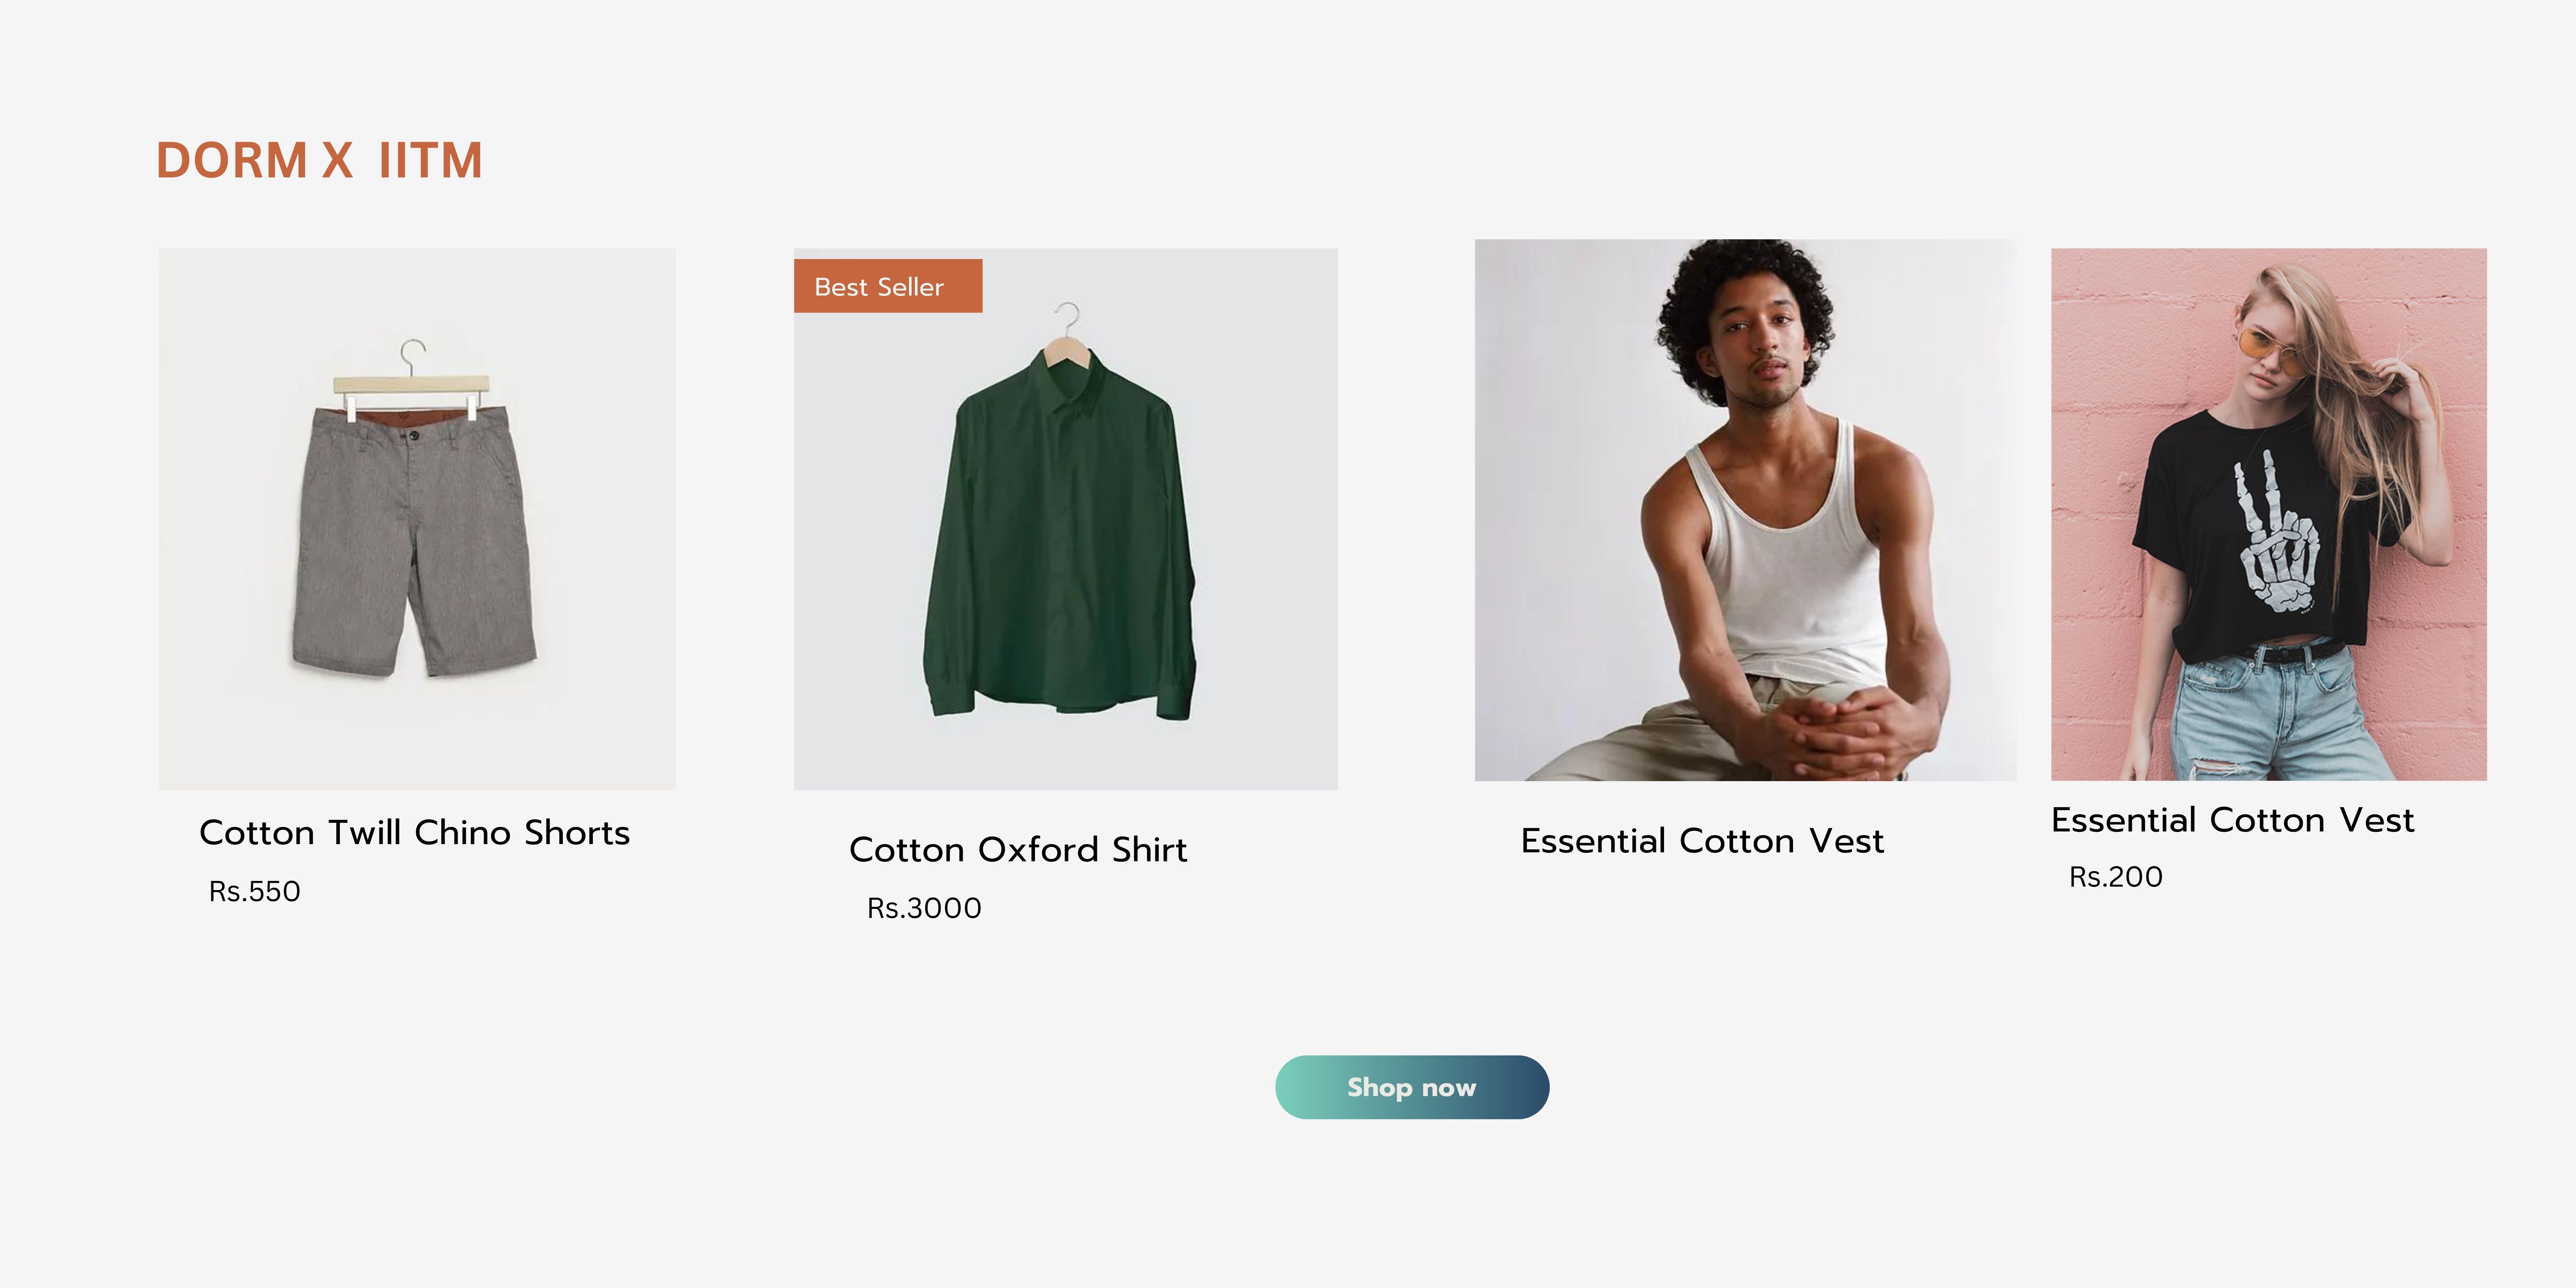 DORM X IITM
Best Seller
Cotton Twill Chino Shorts
Rs.550
Cotton Oxford Shirt
Rs.3000
Essential Cotton Vest
Essential Cotton Vest
Rs.200
Shop now